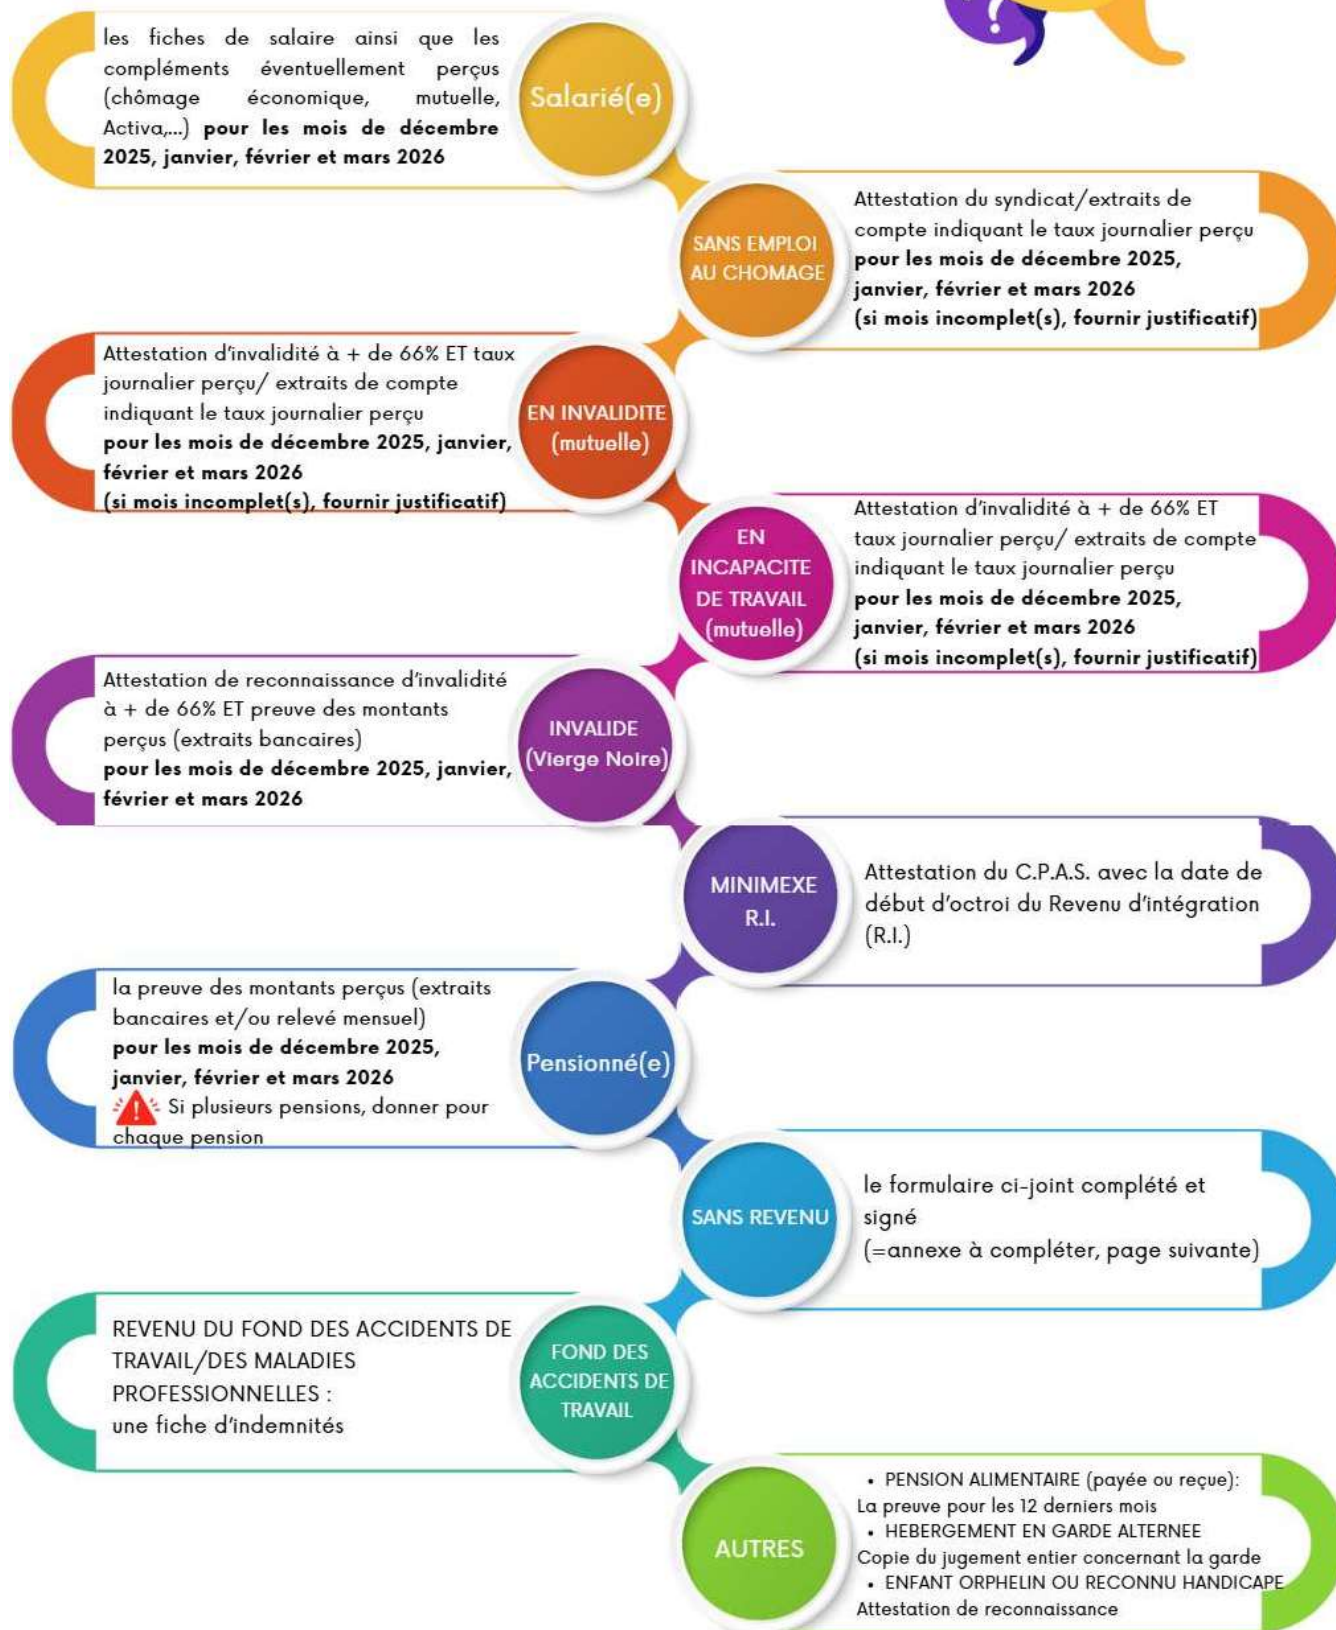 les fiches de salaire ainsi que les
compléments éventuellement perçus
(chômage économique, mutuelle,
Activa,...) pour les mois de décembre
2025, janvier, février et mars 2026
Salarié(e)
SANS EMPLOI
AU CHOMAGE
Attestation du syndicat/extraits de
compte indiquant le taux journalier perçu
pour les mois de décembre 2025,
janvier, février et mars 2026
(si mois incomplet(s), fournir justificatif)
Attestation d'invalidité à + de 66% ET taux
journalier perçu/ extraits de compte
indiquant le taux journalier perçu
pour les mois de décembre 2025, janvier,
février et mars 2026
(si mois incomplet(s), fournir justificatif)
EN INVALIDITE
(mutuelle)
EN
INCAPACITE
DE TRAVAIL
(mutuelle)
Attestation d'invalidité à + de 66% ET
taux journalier perçu/ extraits de compte
indiquant le taux journalier perçu
pour les mois de décembre 2025,
janvier, février et mars 2026
(si mois incomplet(s), fournir justificatif)
Attestation de reconnaissance d'invalidité
à + de 66% ET preuve des montants
perçus (extraits bancaires)
pour les mois de décembre 2025, janvier,
février et mars 2026
INVALIDE
(Vierge Noire)
MINIMEXE
R.I.
Attestation du C.P.A.S. avec la date de
début d'octroi du Revenu d'intégration
(R.I.)
la preuve des montants perçus (extraits
bancaires et/ou relevé mensuel)
pour les mois de décembre 2025,
janvier, février et mars 2026
Si plusieurs pensions, donner pour
chaque pension
Pensionné(e)
SANS REVENU
le formulaire ci-joint complété et
signé
(=annexe à compléter, page suivante)
REVENU DU FOND DES ACCIDENTS DE
TRAVAIL/DES MALADIES
PROFESSIONNELLES :
une fiche d'indemnités
FOND DES
ACCIDENTS DE
TRAVAIL
AUTRES
• PENSION ALIMENTAIRE (payée ou reçue):
La preuve pour les 12 derniers mois
• HEBERGEMENT EN GARDE ALTERNEE
Copie du jugement entier concernant la garde
• ENFANT ORPHELIN OU RECONNU HANDICAPE
Attestation de reconnaissance